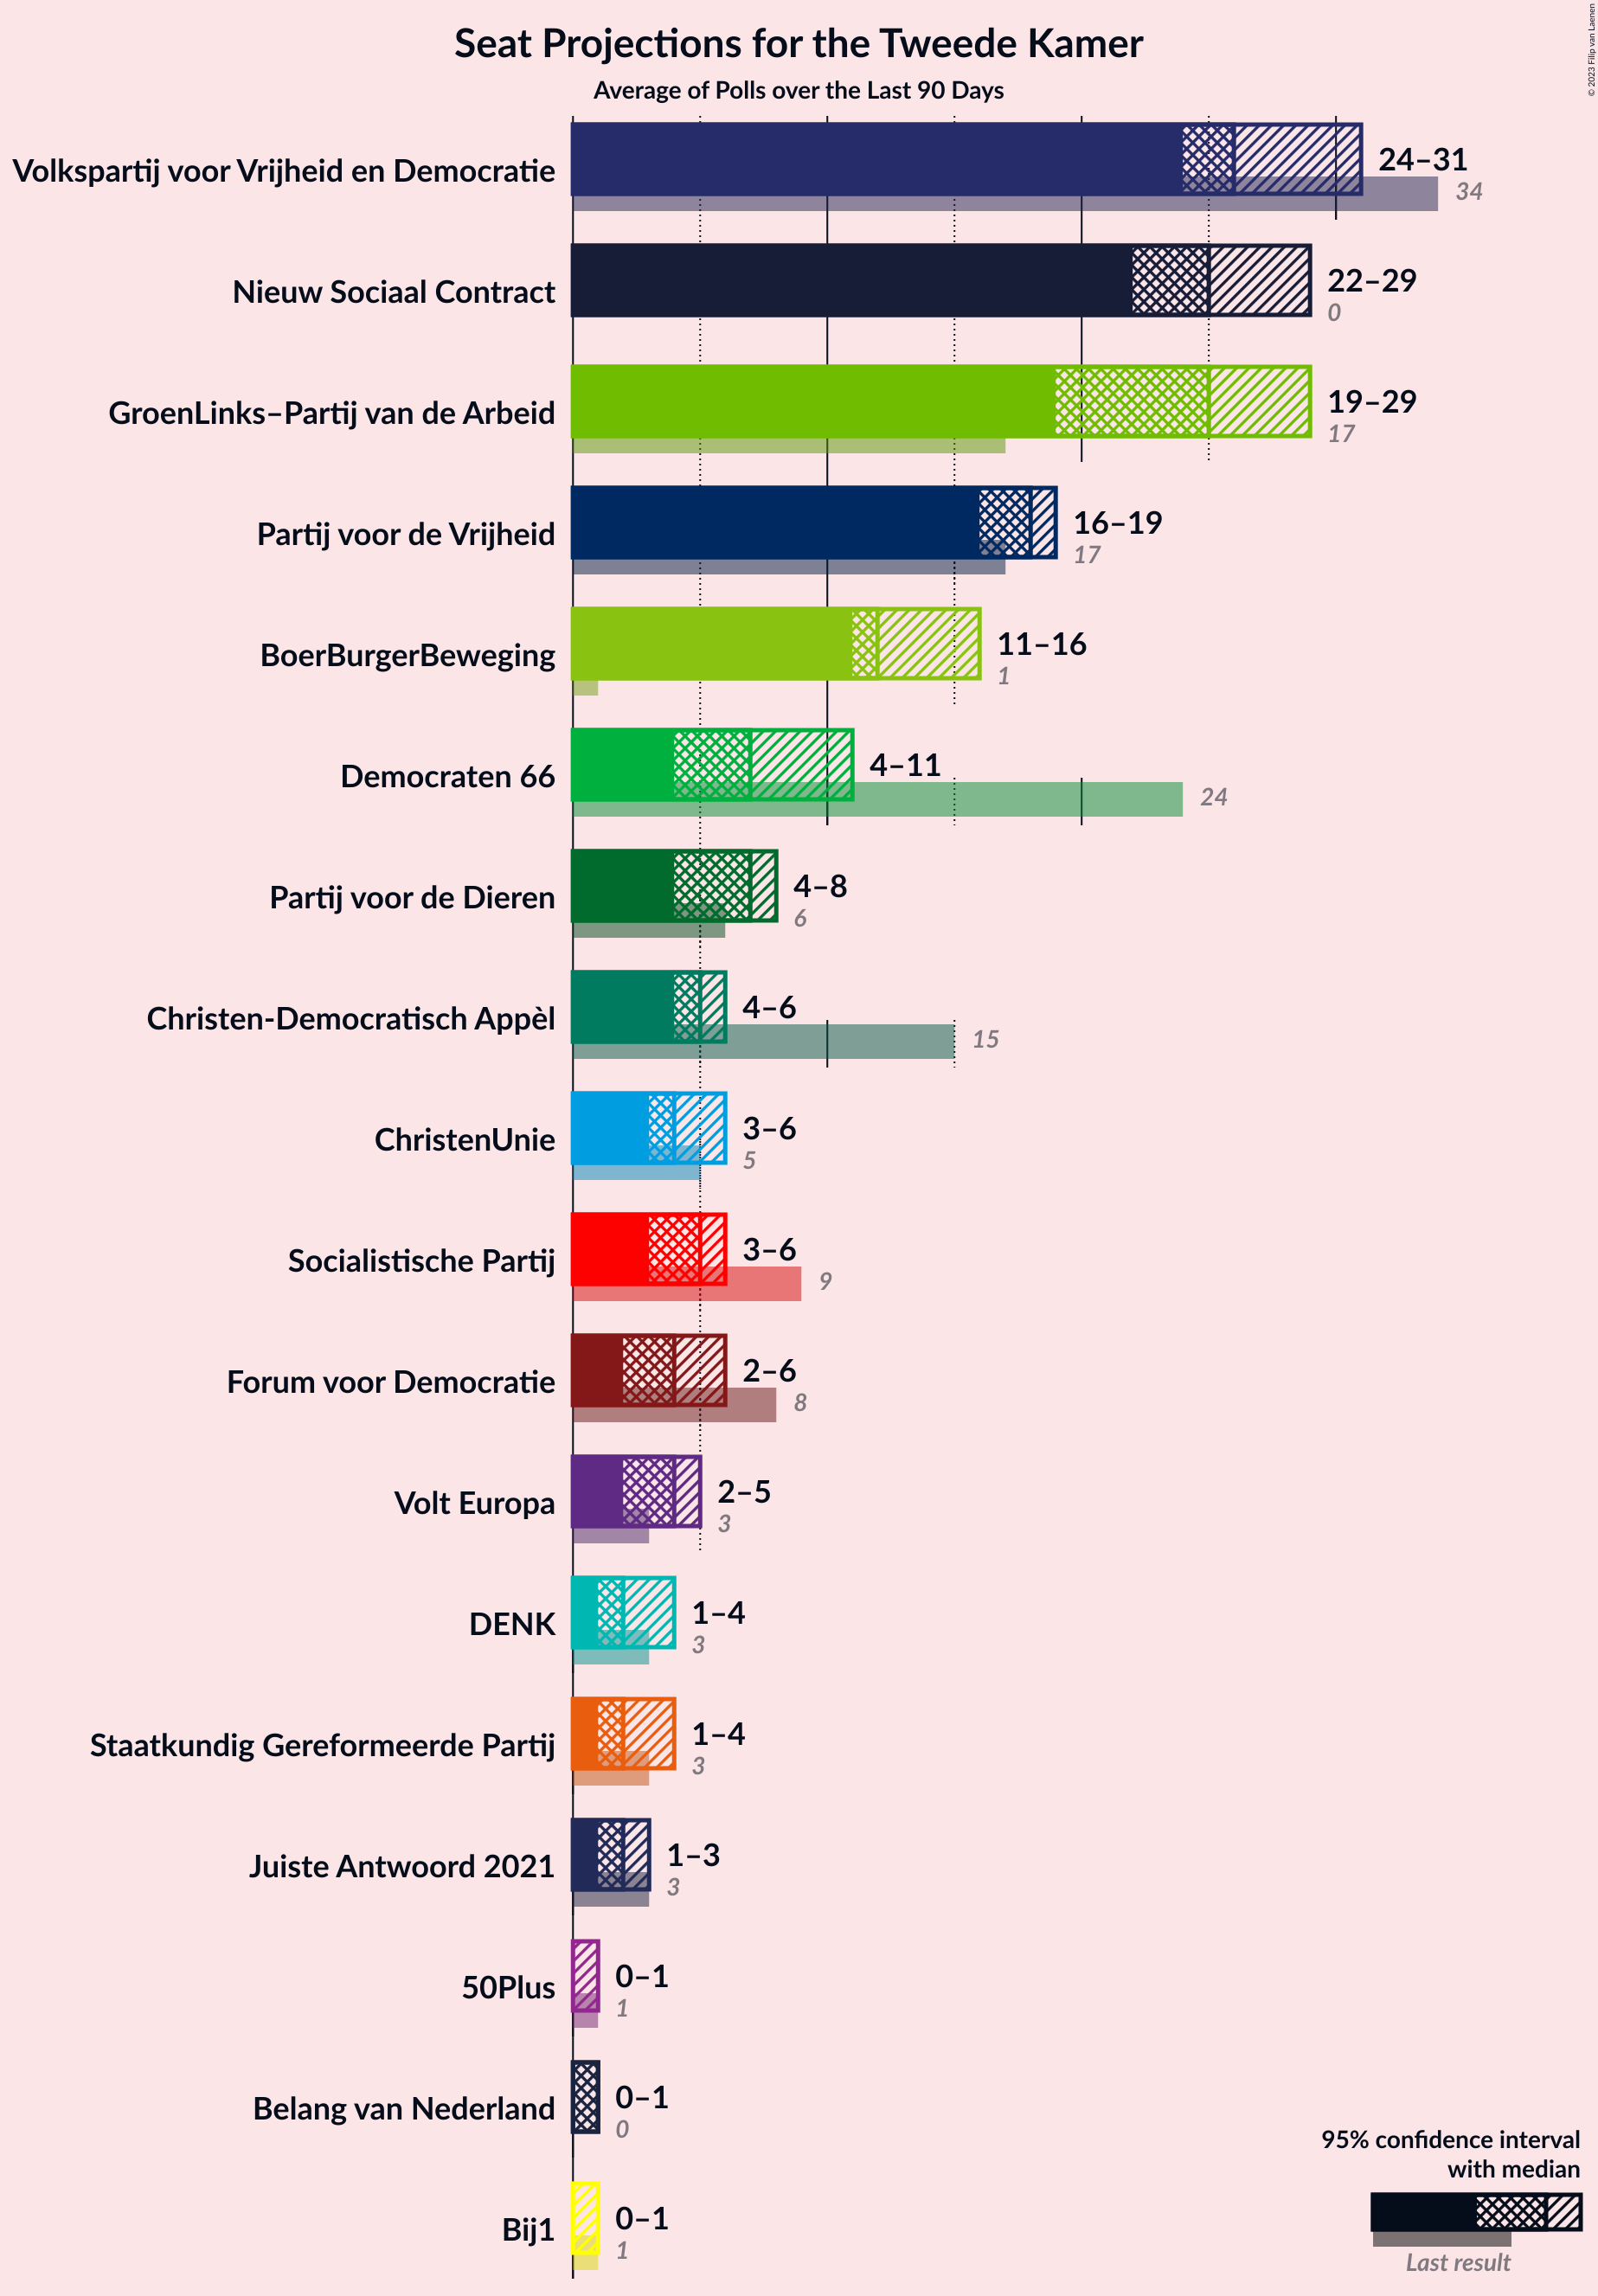 Seat Projections for the Tweede Kamer
Average of Polls over the Last 90 Days
© 2023 Filip van Laenen
Volkspartij voor Vrijheid en Democratie
24–31
34
Nieuw Sociaal Contract
22–29
0
GroenLinks–Partij van de Arbeid
19–29
17
Partij voor de Vrijheid
16–19
17
BoerBurgerBeweging
11–16
1
Democraten 66
4–11
24
Partij voor de Dieren
4–8
6
Christen-Democratisch Appèl
4–6
15
ChristenUnie
3–6
5
Socialistische Partij
3–6
9
Forum voor Democratie
2–6
8
Volt Europa
2–5
3
DENK
1–4
3
Staatkundig Gereformeerde Partij
1–4
3
Juiste Antwoord 2021
1–3
3
50Plus
0–1
1
Belang van Nederland
0–1
0
Bij1
0–1
1
95% confidence interval
with median
Last result